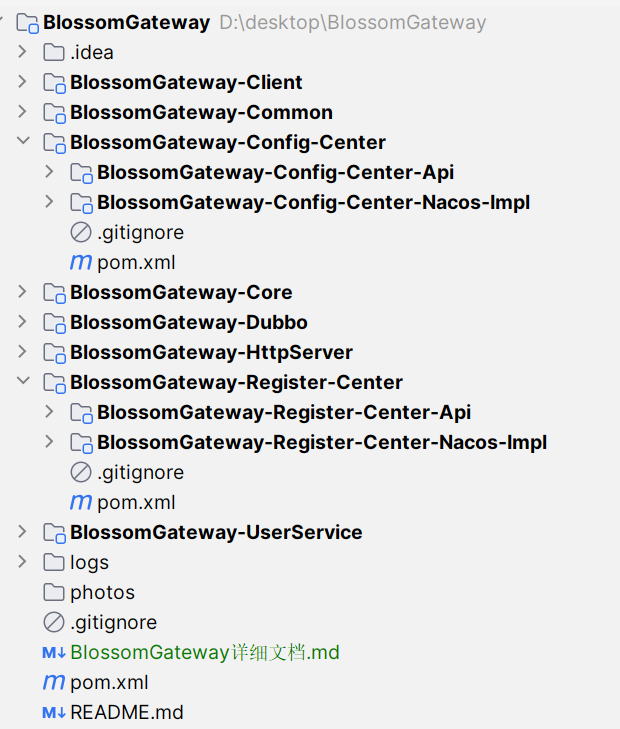 BlossomGateway D:\desktop\BlossomGateway
.idea
BlossomGateway-Client
BlossomGateway-Common
BlossomGateway-Config-Center
BlossomGateway-Config-Center-Api
BlossomGateway-Config-Center-Nacos-Impl
.gitignore
pom.xml
BlossomGateway-Core
BlossomGateway-Dubbo
BlossomGateway-HttpServer
BlossomGateway-Register-Center
BlossomGateway-Register-Center-Api
BlossomGateway-Register-Center-Nacos-Impl
.gitignore
pom.xml
BlossomGateway-UserService
logs
photos
.gitignore
BlossomGateway详细文档.md
pom.xml
README.md